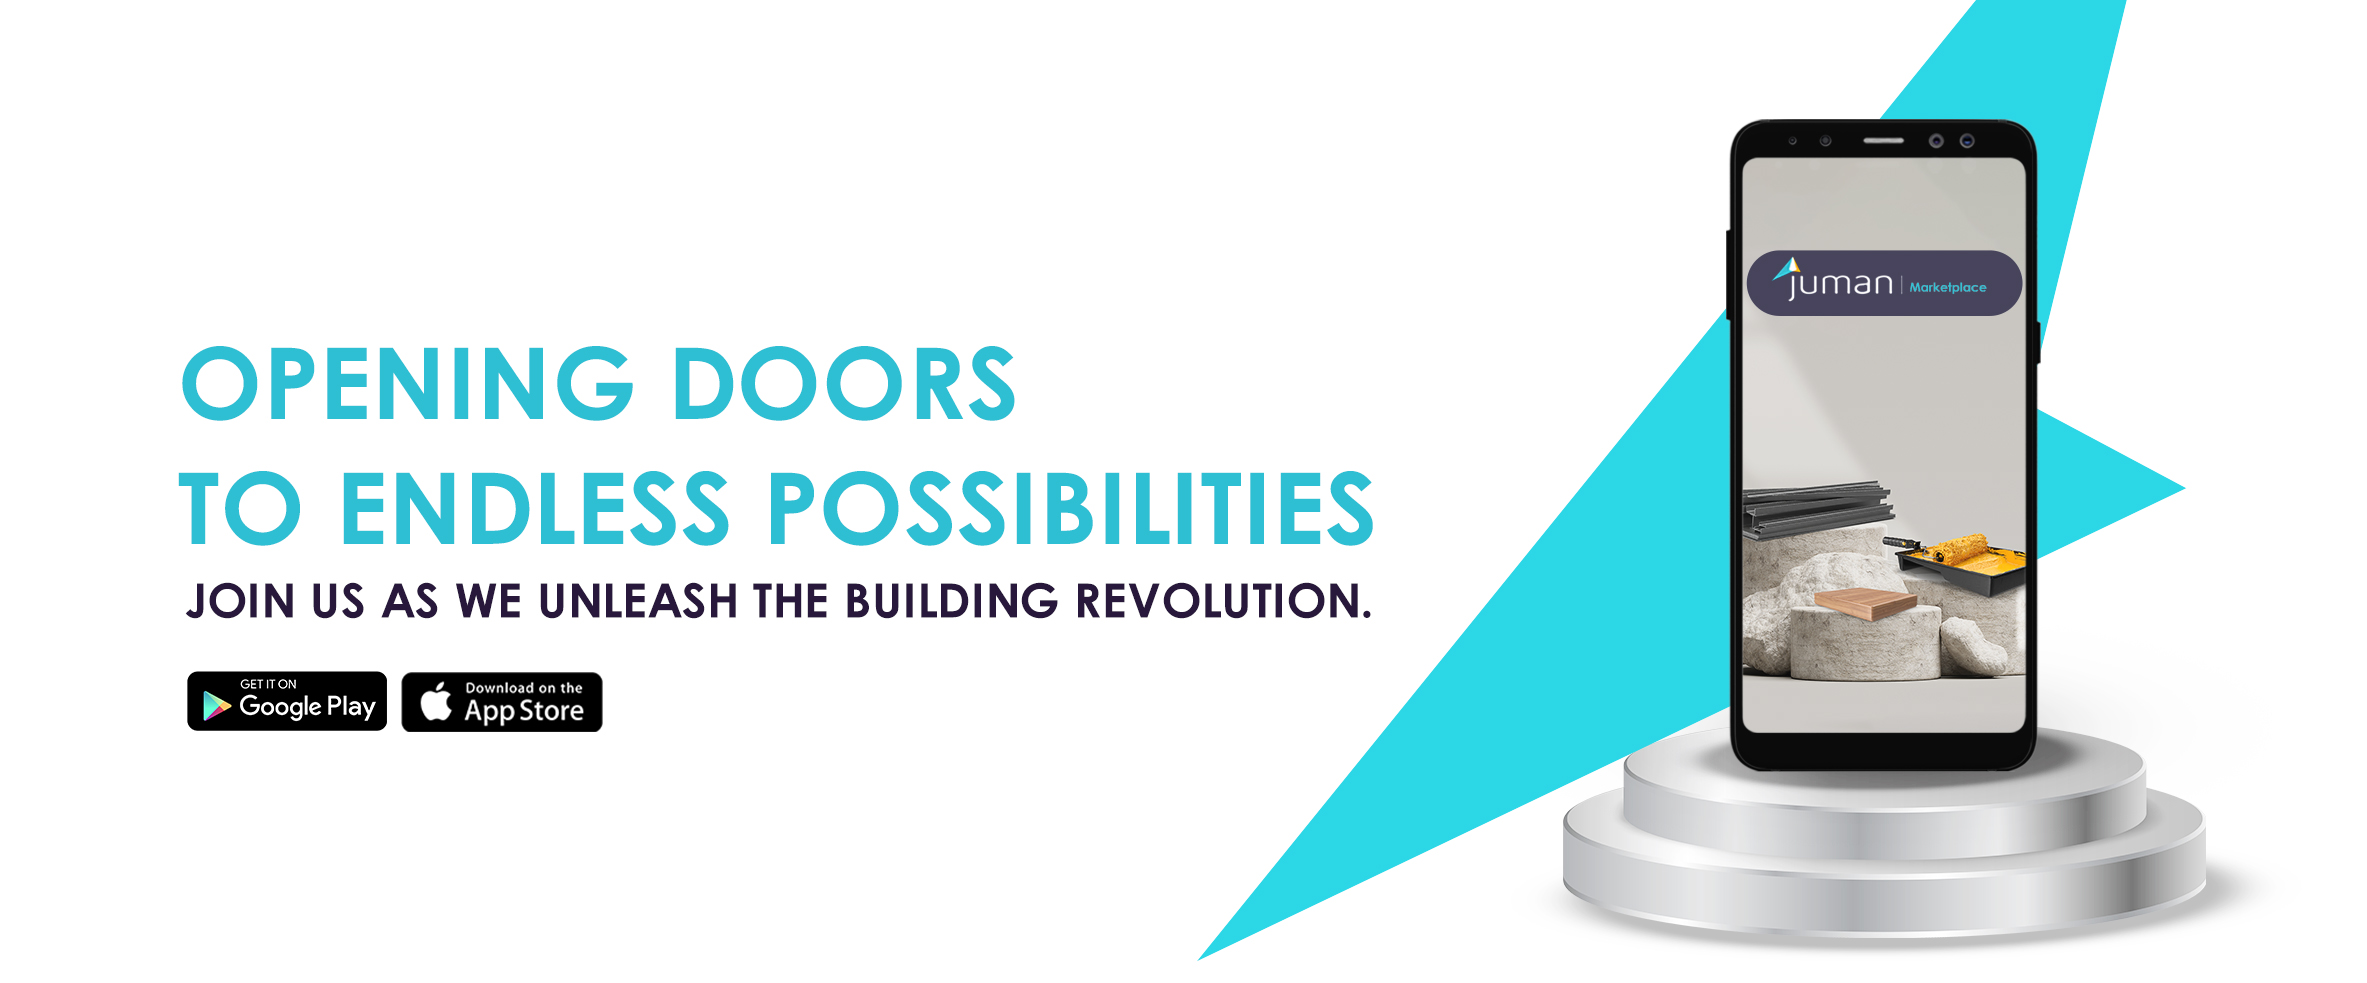 OPENING DOORS
TO ENDLESS POSSIBILITIES
JOIN US AS WE UNLEASH THE BUILDING REVOLUTION.
GET IT ON
Google Play
Download on the
App Store
juman | Marketplace